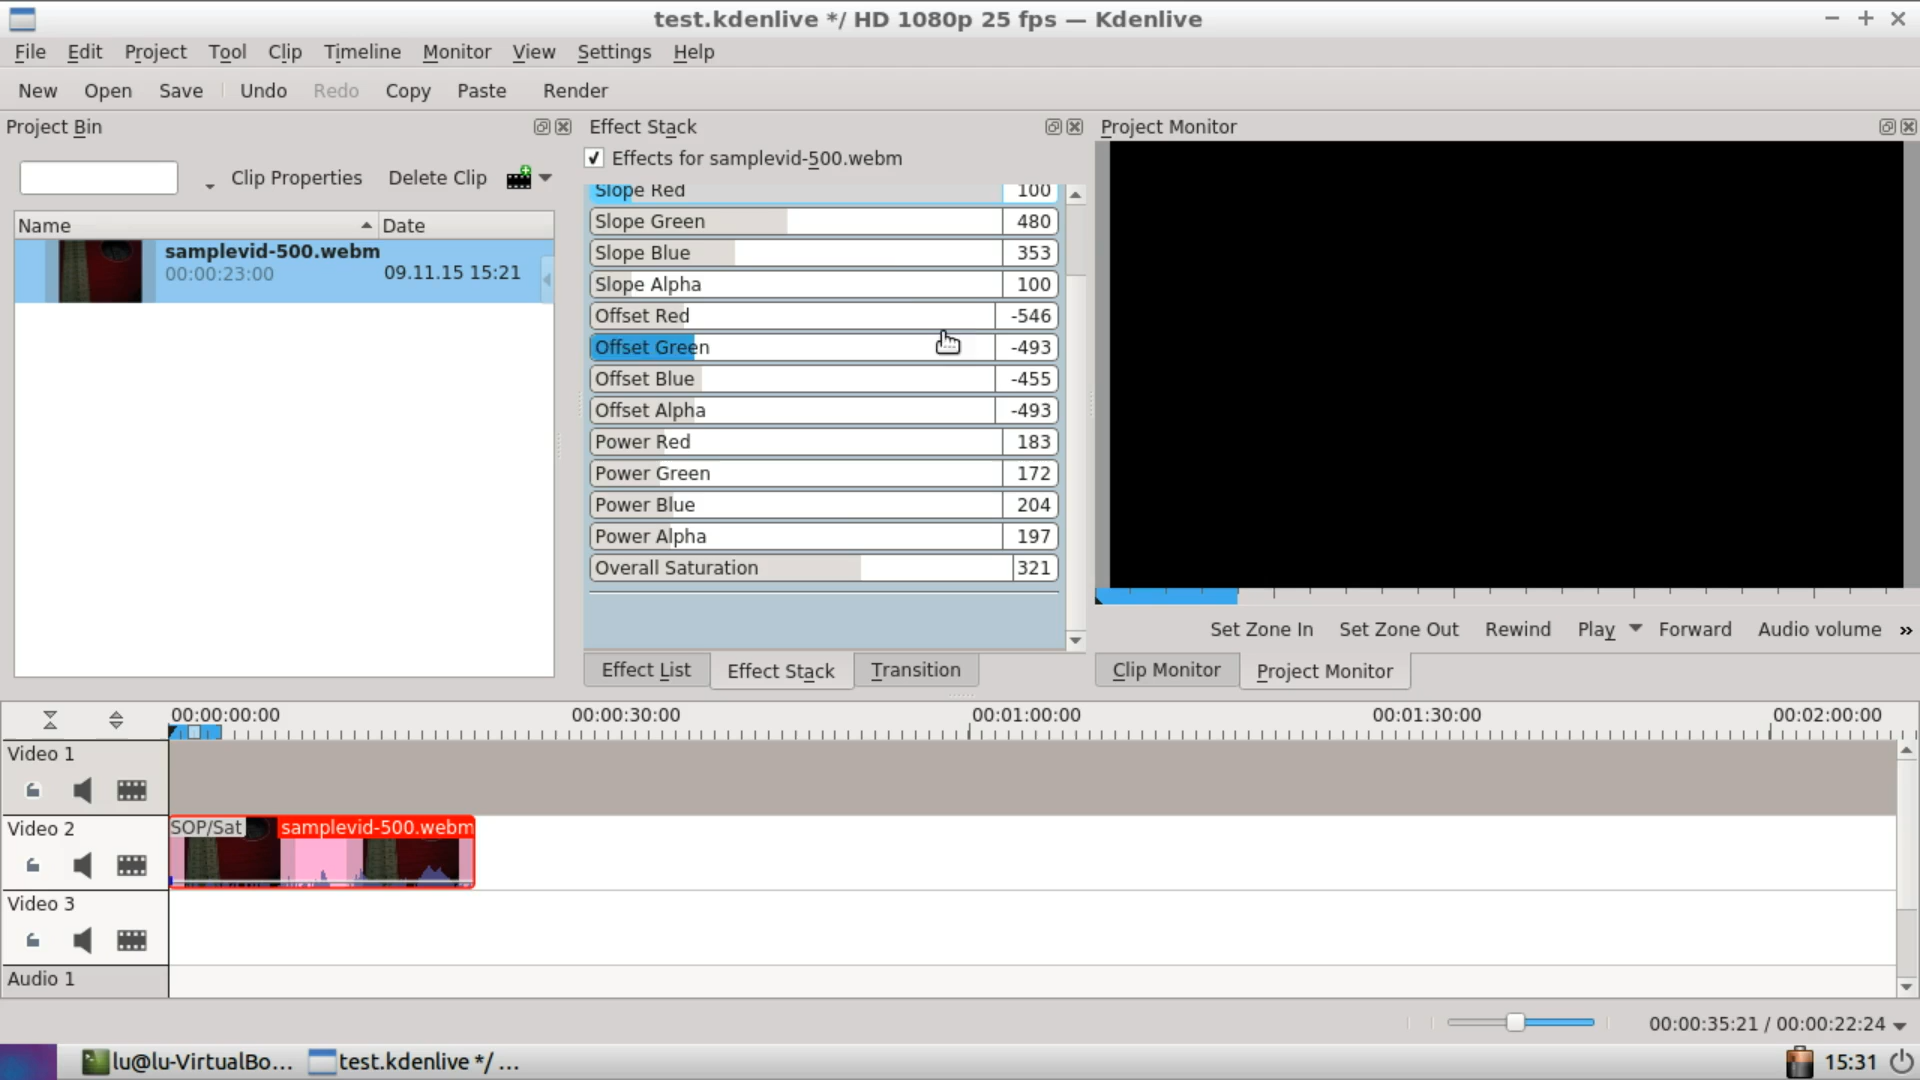 test.kdenlive */ HD 1080p 25 fps — Kdenlive
File Edit Project Tool Clip Timeline Monitor View Settings Help
New Open Save Undo Redo Copy Paste Render
Project Bin
Clip Properties Delete Clip
Name Date
samplevid-500.webm
00:00:23:00 09.11.15 15:21
Effect Stack
Effects for samplevid-500.webm
Slope Red 100
Slope Green 480
Slope Blue 353
Slope Alpha 100
Offset Red -546
Offset Green -493
Offset Blue -455
Offset Alpha -493
Power Red 183
Power Green 172
Power Blue 204
Power Alpha 197
Overall Saturation 321
Effect List Effect Stack Transition
Project Monitor
Set Zone In Set Zone Out Rewind Play Forward Audio volume »
Clip Monitor Project Monitor
00:00:00:00 00:00:30:00 00:01:00:00 00:01:30:00 00:02:00:00
Video 1
Video 2
SOP/Sat samplevid-500.webm
Video 3
Audio 1
00:00:35:21 / 00:00:22:24
lu@lu-VirtualBo... test.kdenlive */ ... 15:31